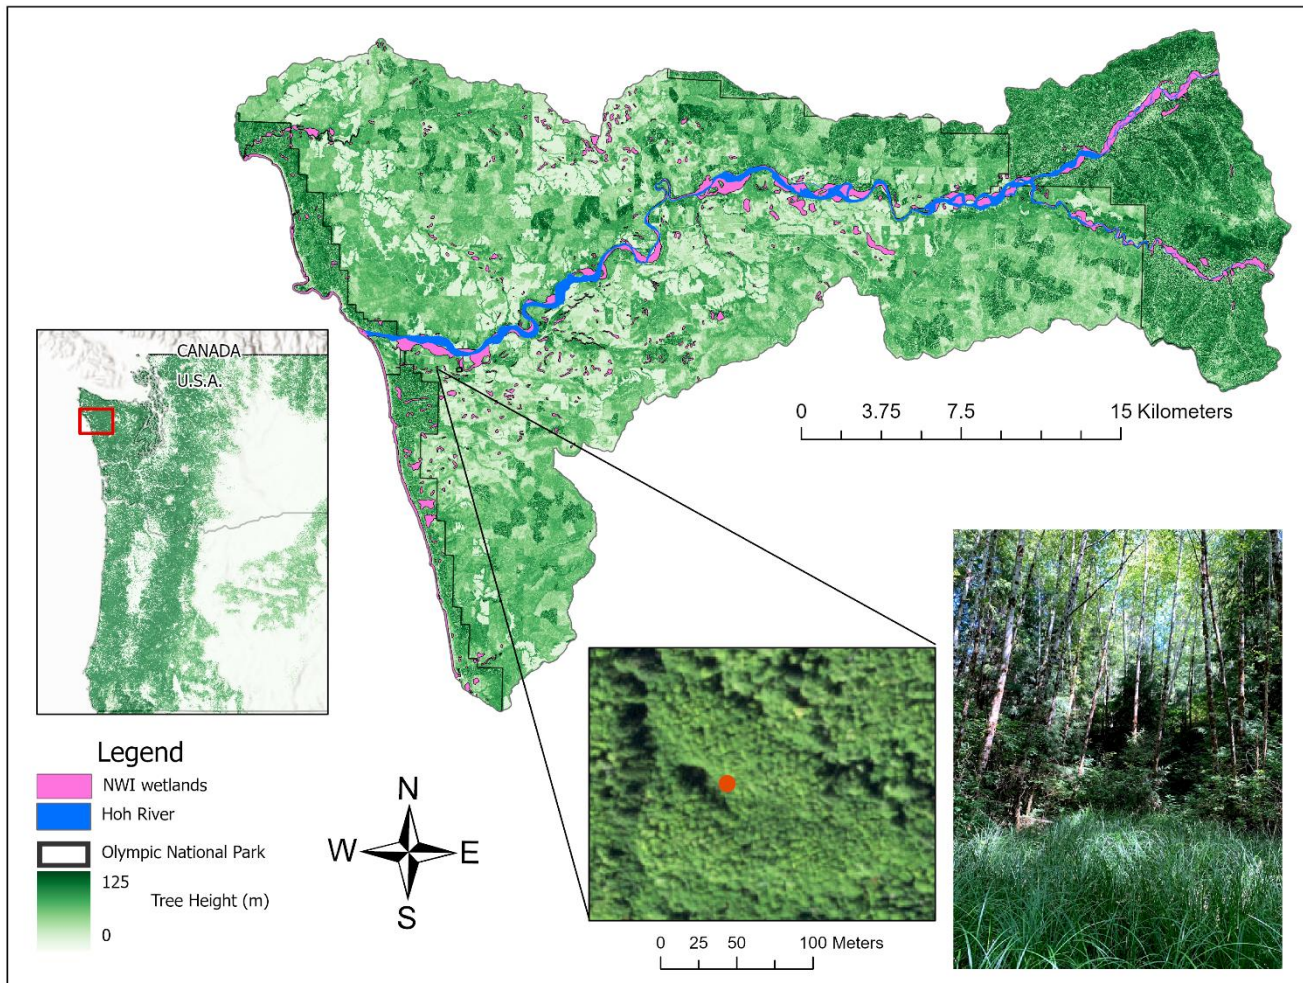 CANADA
U.S.A.
0 3.75 7.5 15 Kilometers
Legend
NWI wetlands
Hoh River
Olympic National Park
125
Tree Height (m)
0
N
W E
S
0 25 50 100 Meters